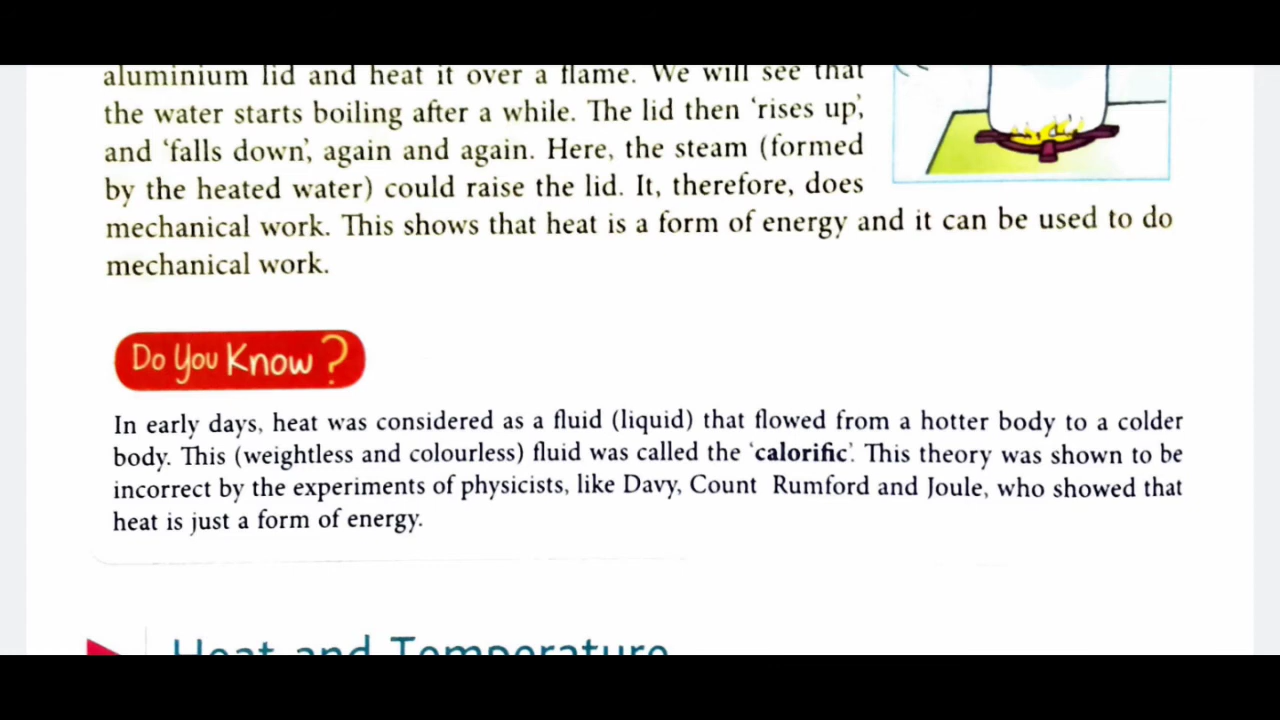 aluminium lid and heat it over a flame. We will see that
the water starts boiling after a while. The lid then ‘rises up’,
and ‘falls down’, again and again. Here, the steam (formed
by the heated water) could raise the lid. It, therefore, does
mechanical work. This shows that heat is a form of energy and it can be used to do
mechanical work.
Do You Know?
In early days, heat was considered as a fluid (liquid) that flowed from a hotter body to a colder
body. This (weightless and colourless) fluid was called the ‘calorific’. This theory was shown to be
incorrect by the experiments of physicists, like Davy, Count Rumford and Joule, who showed that
heat is just a form of energy.
Heat and Temperature